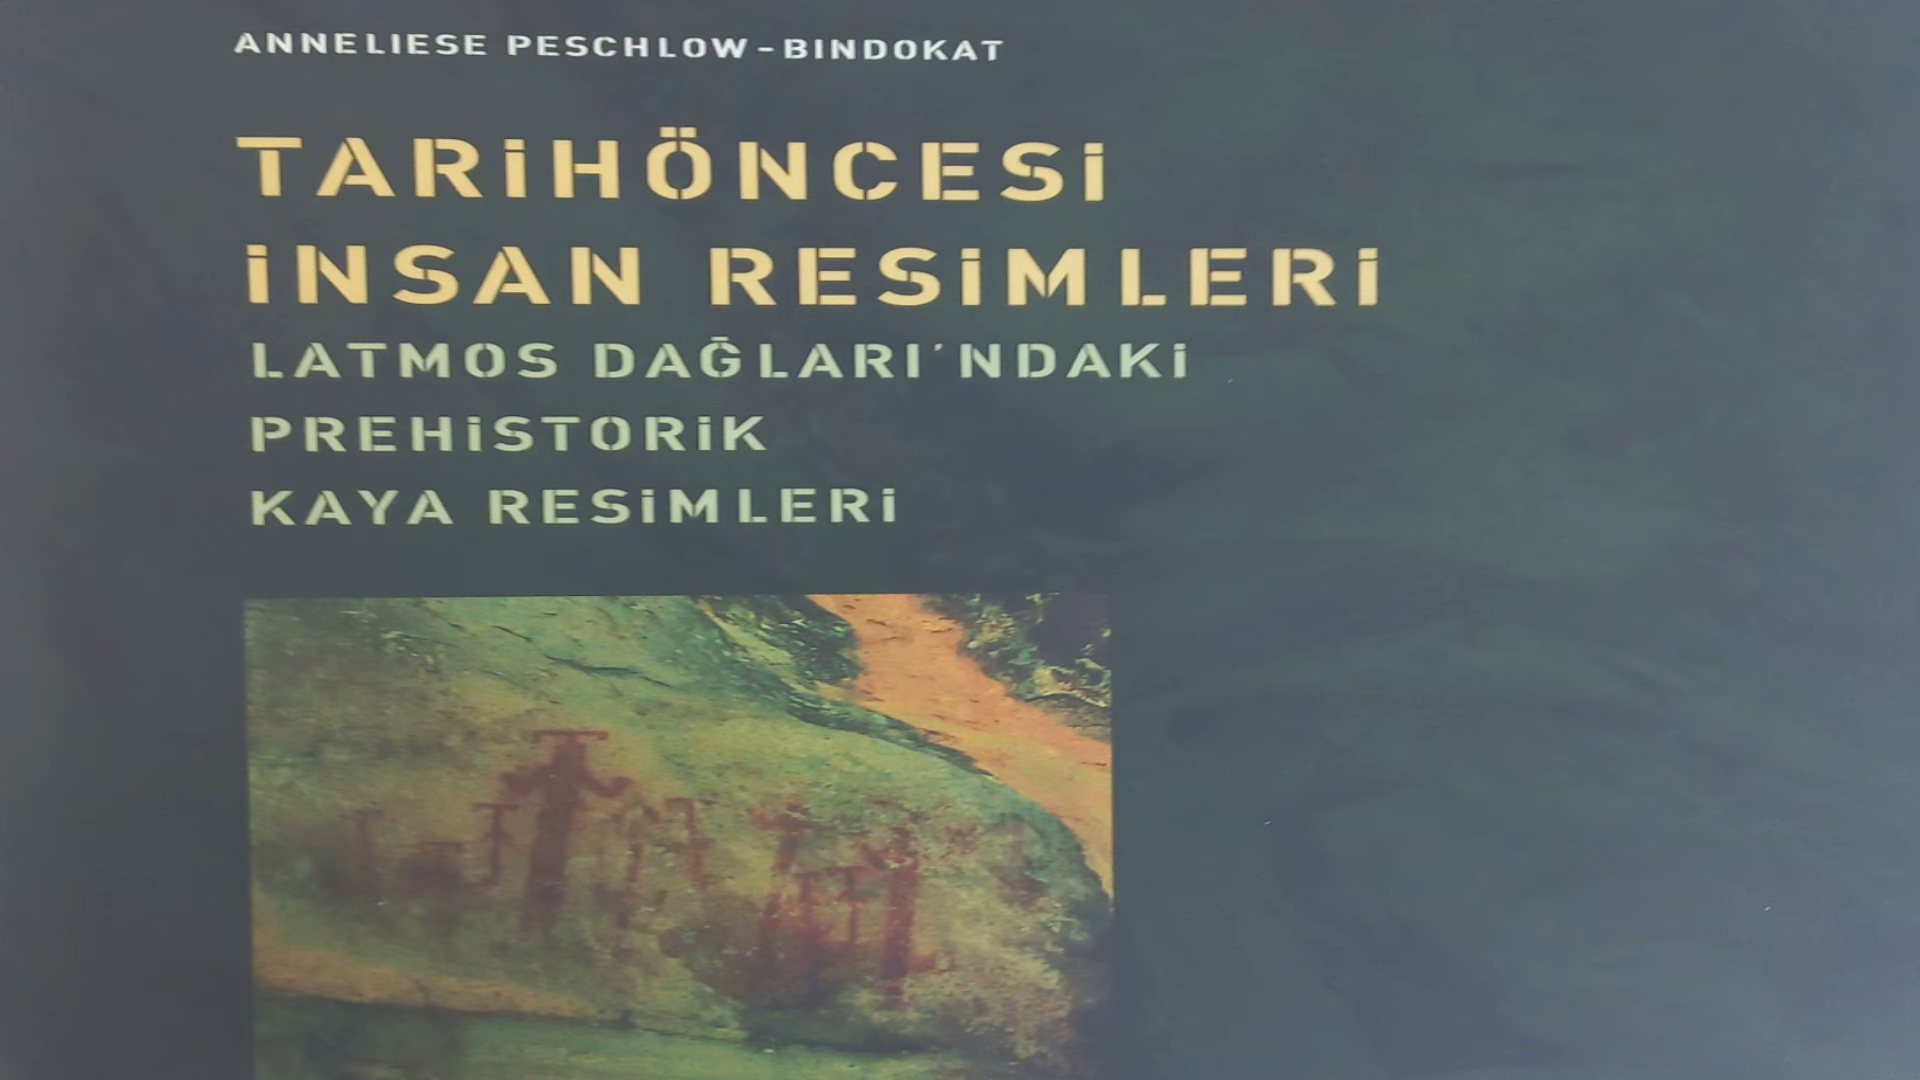 ANNELIESE PESCHLOW-BINDOKAT
TARİHÖNCESİ
İNSAN RESİMLERİ
LATMOS DAĞLARI'NDAKİ
PREHİSTORİK
KAYA RESİMLERİ